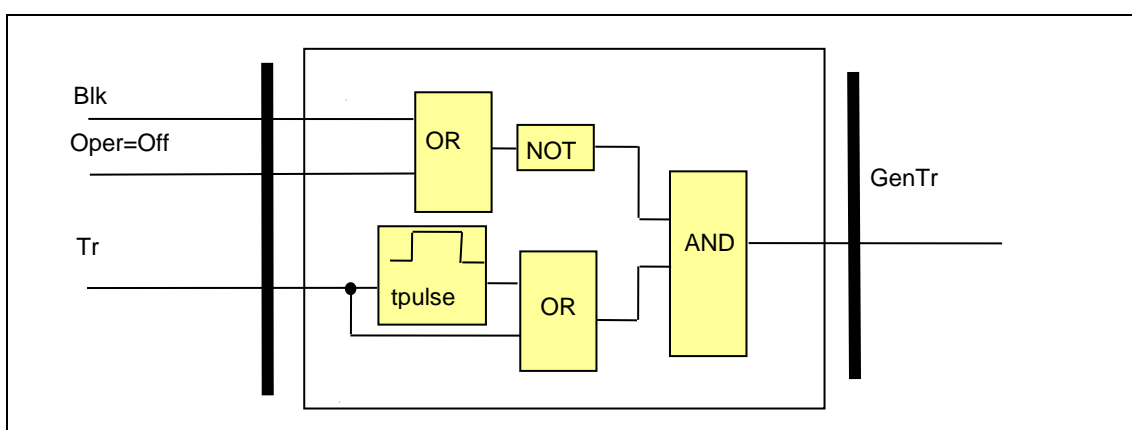 Blk
Oper=Off
OR
NOT
GenTr
Tr
AND
tpulse
OR